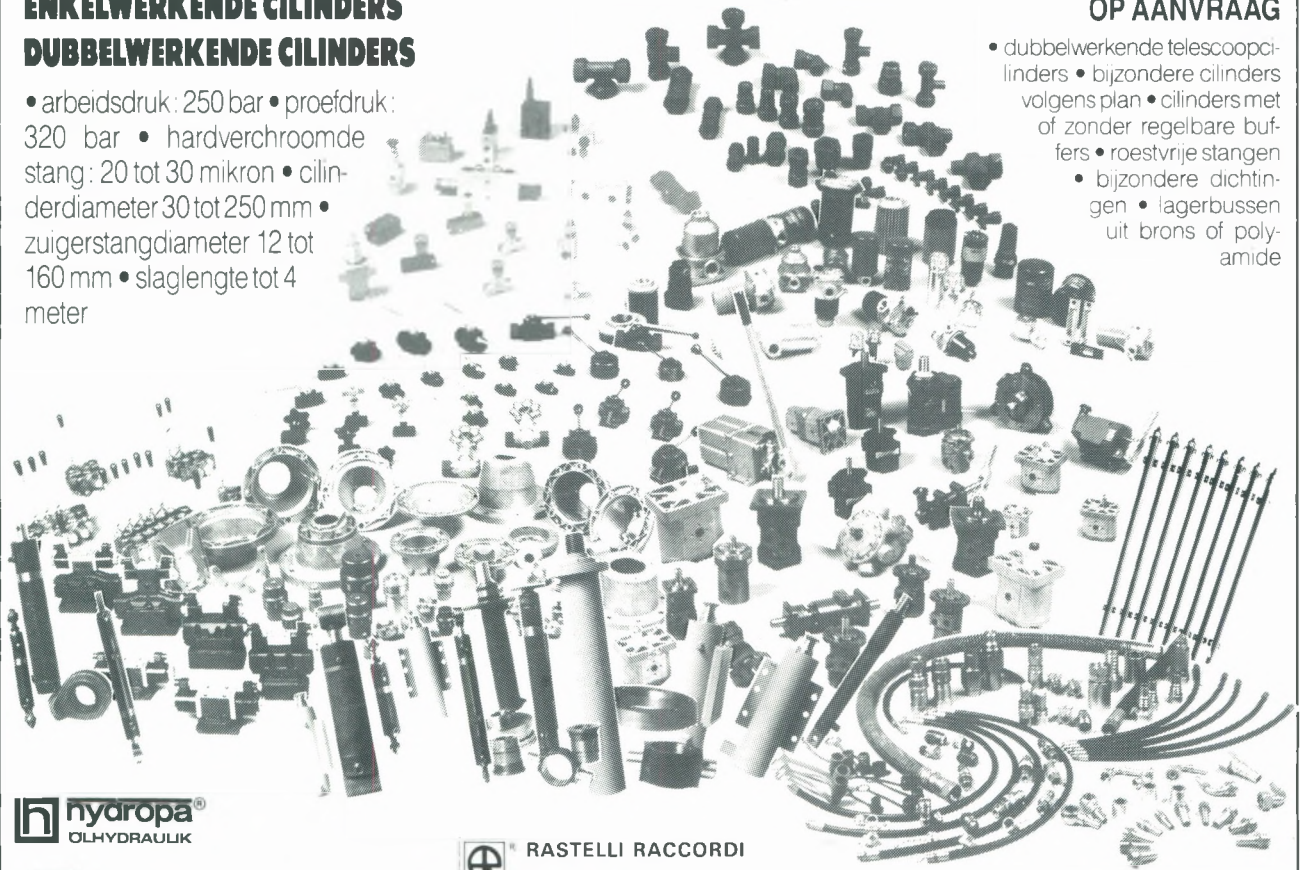 ENKELWERKENDE CILINDERS
DUBBELWERKENDE CILINDERS
• arbeidsdruk: 250 bar • proefdruk:
320 bar • hardverchroomde
stang: 20 tot 30 mikron • cilin-
derdiameter 30 tot 250 mm •
zuigerstangdiameter 12 tot
160 mm • slaglengte tot 4
meter
OP AANVRAAG
• dubbelwerkende telescoopci-
linders • bijzondere cilinders
volgens plan • cilinders met
of zonder regelbare buf-
fers • roestvrije stangen
• bijzondere dichtin-
gen • lagerbussen
uit brons of poly-
amide
h hydropa®
ÖLHYDRAULIK
® RASTELLI RACCORDI